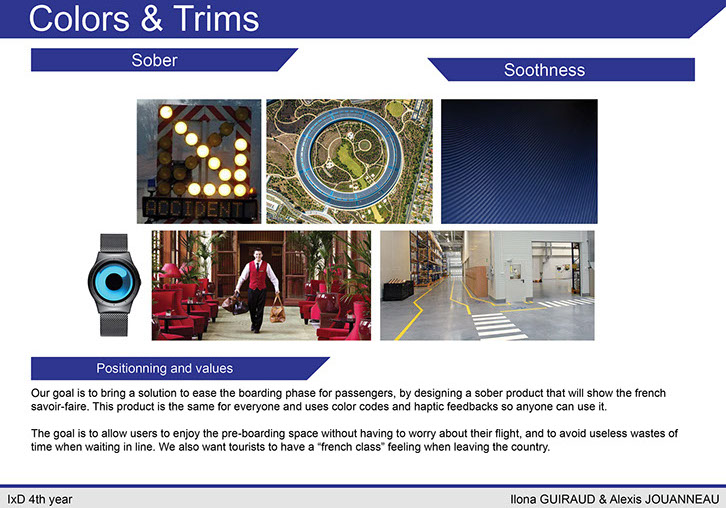 Colors & Trims
Sober
Soothness
ACCIDENT
Positionning and values
Our goal is to bring a solution to ease the boarding phase for passengers, by designing a sober product that will show the french
savoir-faire. This product is the same for everyone and uses color codes and haptic feedbacks so anyone can use it.
The goal is to allow users to enjoy the pre-boarding space without having to worry about their flight, and to avoid useless wastes of
time when waiting in line. We also want tourists to have a “french class” feeling when leaving the country.
IxD 4th year
Ilona GUIRAUD & Alexis JOUANNEAU